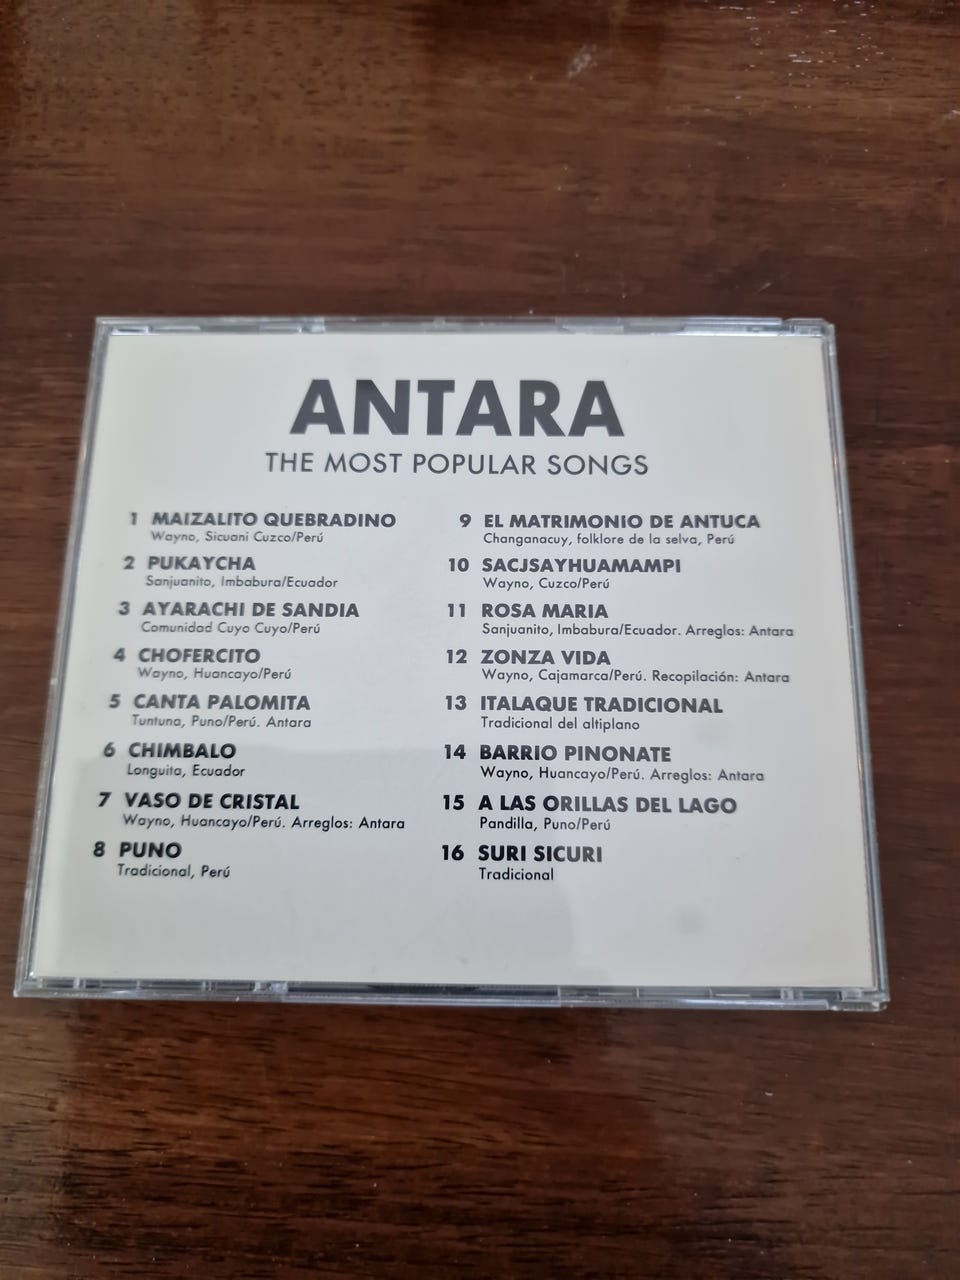 ANTARA
THE MOST POPULAR SONGS
1 MAIZALITO QUEBRADINO
Wayno, Sicuani Cuzco/Perú
2 PUKAYCHA
Sanjuanito, Imbabura/Ecuador
3 AYARACHI DE SANDIA
Comunidad Cuyo Cuyo/Perú
4 CHOFERCITO
Wayno, Huancayo/Perú
5 CANTA PALOMITA
Tuntuna, Puno/Perú. Antara
6 CHIMBALO
Longuita, Ecuador
7 VASO DE CRISTAL
Wayno, Huancayo/Perú. Arreglos: Antara
8 PUNO
Tradicional, Perú
9 EL MATRIMONIO DE ANTUCA
Changanacuy, folklore de la selva, Perú
10 SACJSAYHUAMAMPI
Wayno, Cuzco/Perú
11 ROSA MARIA
Sanjuanito, Imbabura/Ecuador. Arreglos: Antara
12 ZONZA VIDA
Wayno, Cajamarca/Perú. Recopilación: Antara
13 ITALAQUE TRADICIONAL
Tradicional del altiplano
14 BARRIO PINONATE
Wayno, Huancayo/Perú. Arreglos: Antara
15 A LAS ORILLAS DEL LAGO
Pandilla, Puno/Perú
16 SURI SICURI
Tradicional